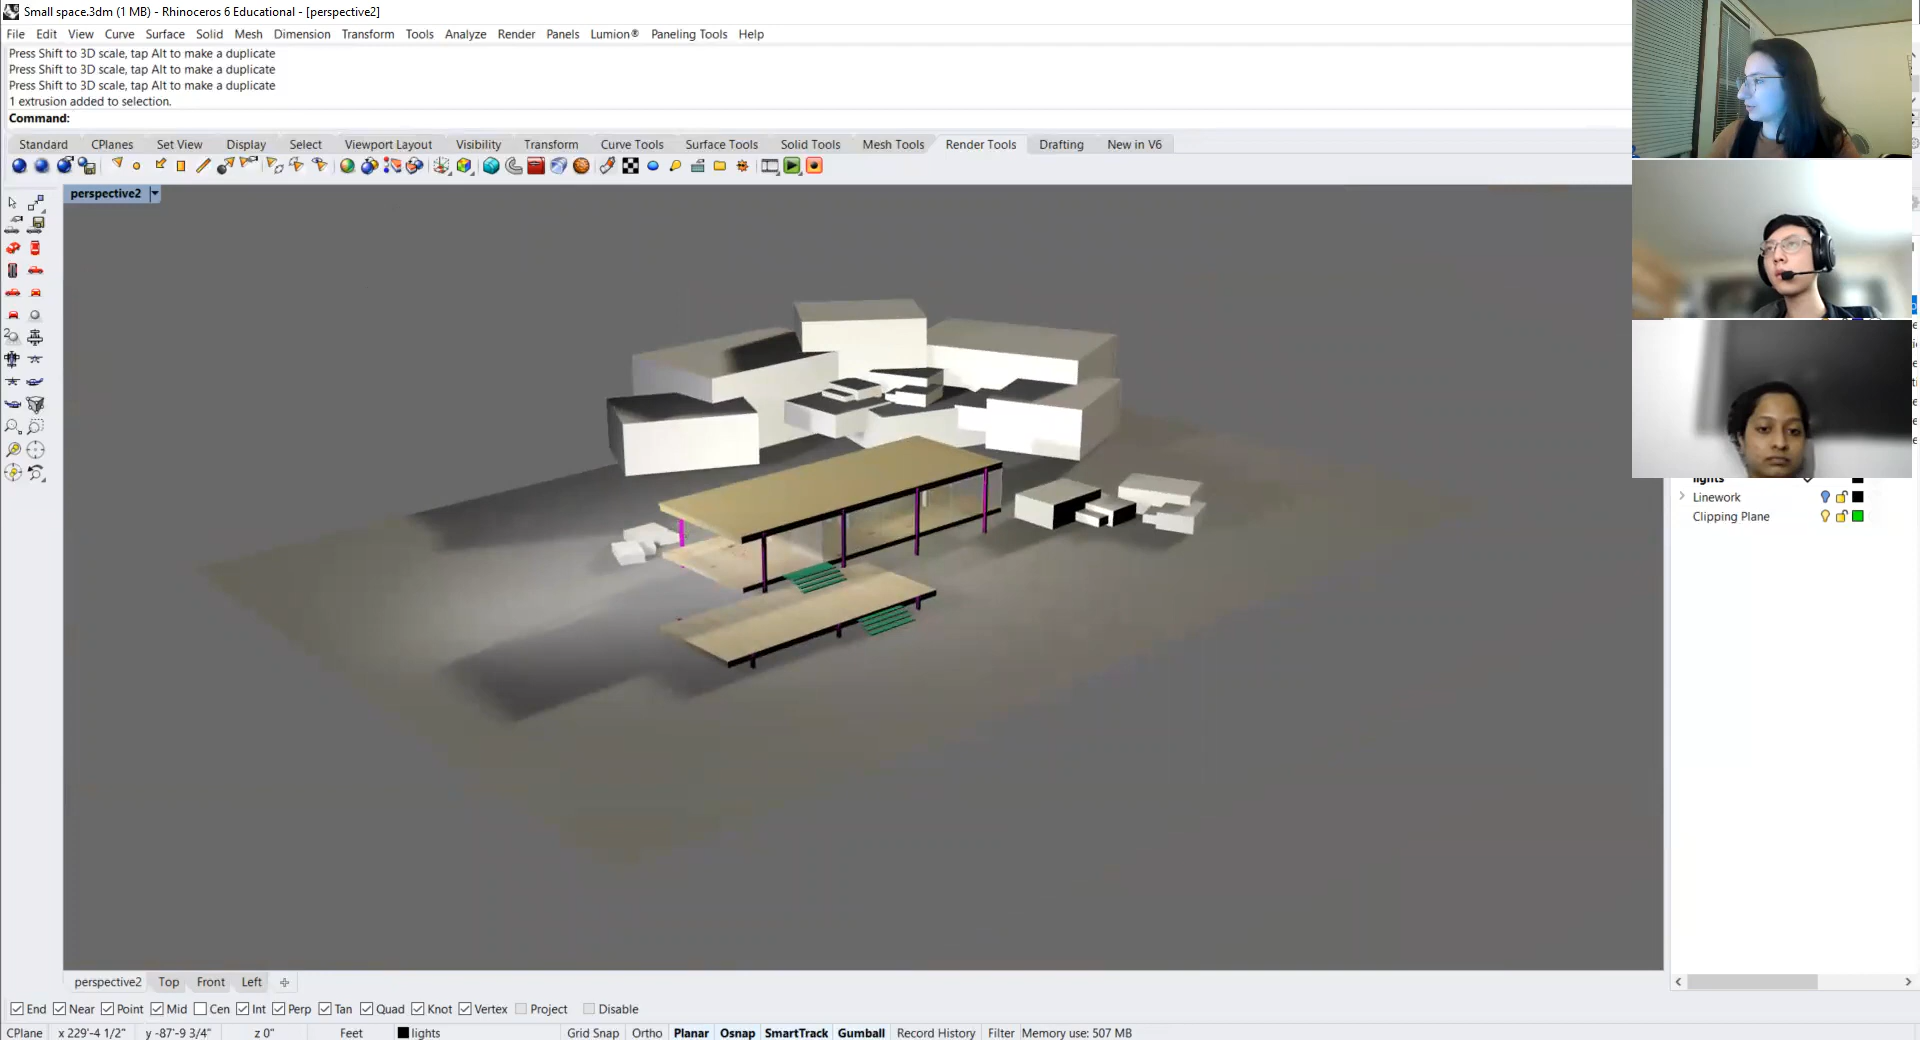 Small space.3dm (1 MB) - Rhinoceros 6 Educational - [perspective2]
File Edit View Curve Surface Solid Mesh Dimension Transform Tools Analyze Render Panels Lumion® Paneling Tools Help
Press Shift to 3D scale, tap Alt to make a duplicate
Press Shift to 3D scale, tap Alt to make a duplicate
Press Shift to 3D scale, tap Alt to make a duplicate
1 extrusion added to selection.
Command:
Standard CPlanes Set View Display Select Viewport Layout Visibility Transform Curve Tools Surface Tools Solid Tools Mesh Tools Render Tools Drafting New in V6
perspective2
lights
Linework
Clipping Plane
perspective2 Top Front Left
End Near Point Mid Cen Int Perp Tan Quad Knot Vertex Project Disable
CPlane x 229'-4 1/2" y -87'-9 3/4" z 0" Feet lights Grid Snap Ortho Planar Osnap SmartTrack Gumball Record History Filter Memory use: 507 MB